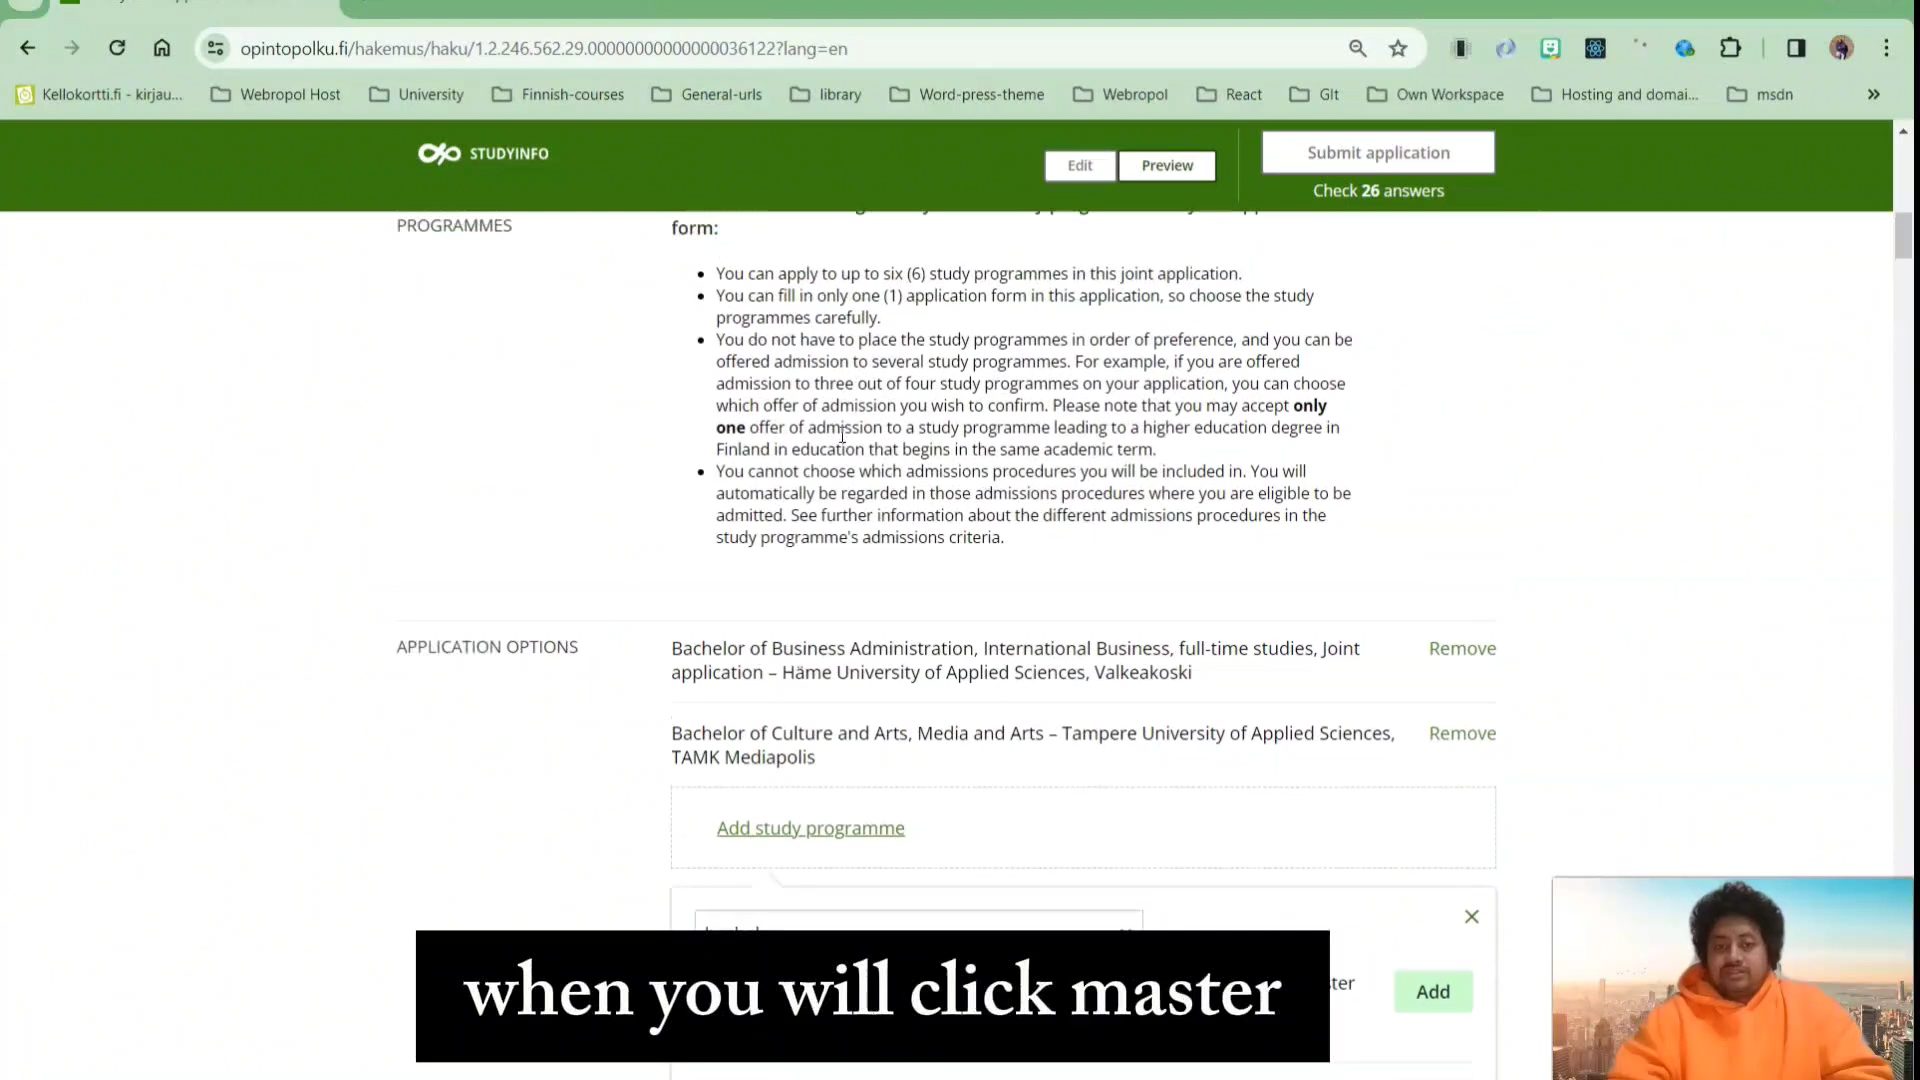 opintopolku.fi/hakemus/haku/1.2.246.562.29.00000000000000036122?lang=en
Kellokortti.fi - kirjau...
Webropol Host
University
Finnish-courses
General-urls
library
Word-press-theme
Webropol
React
GIt
Own Workspace
Hosting and domai...
msdn
»
STUDYINFO
Edit
Preview
Submit application
Check 26 answers
PROGRAMMES
form:
• You can apply to up to six (6) study programmes in this joint application.
• You can fill in only one (1) application form in this application, so choose the study
programmes carefully.
• You do not have to place the study programmes in order of preference, and you can be
offered admission to several study programmes. For example, if you are offered
admission to three out of four study programmes on your application, you can choose
which offer of admission you wish to confirm. Please note that you may accept only
one offer of admission to a study programme leading to a higher education degree in
Finland in education that begins in the same academic term.
• You cannot choose which admissions procedures you will be included in. You will
automatically be regarded in those admissions procedures where you are eligible to be
admitted. See further information about the different admissions procedures in the
study programme's admissions criteria.
APPLICATION OPTIONS
Bachelor of Business Administration, International Business, full-time studies, Joint
application – Häme University of Applied Sciences, Valkeakoski
Remove
Bachelor of Culture and Arts, Media and Arts – Tampere University of Applied Sciences,
TAMK Mediapolis
Remove
Add study programme
ter
Add
when you will click master